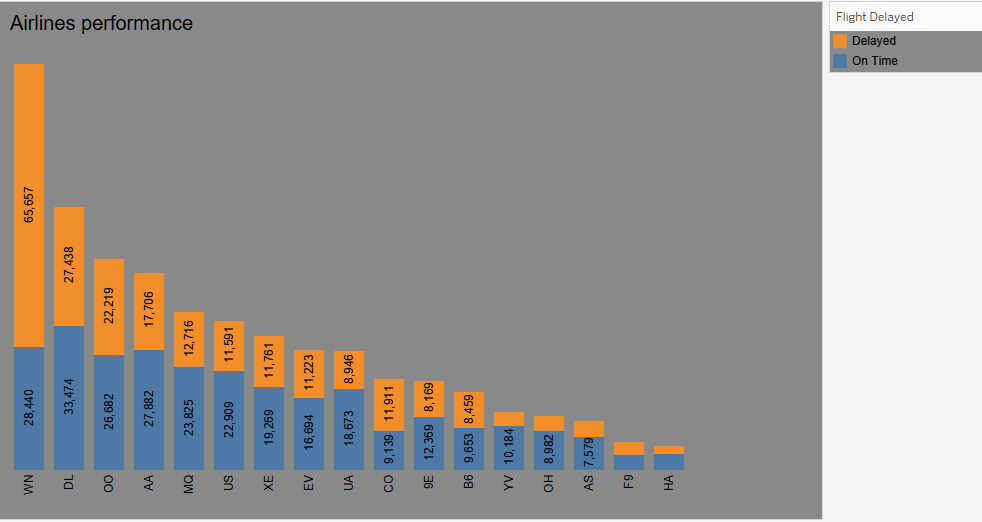 Airlines performance
Flight Delayed
Delayed
On Time
65,657
27,438
22,219
17,706
12,716
11,591
11,761
11,223
8,946
11,911
8,169
8,459
28,440
33,474
26,682
27,882
23,825
22,909
19,269
16,694
18,673
9,139
12,369
9,653
10,184
8,982
7,579
WN
DL
OO
AA
MQ
US
XE
EV
UA
CO
9E
B6
YV
OH
AS
F9
HA